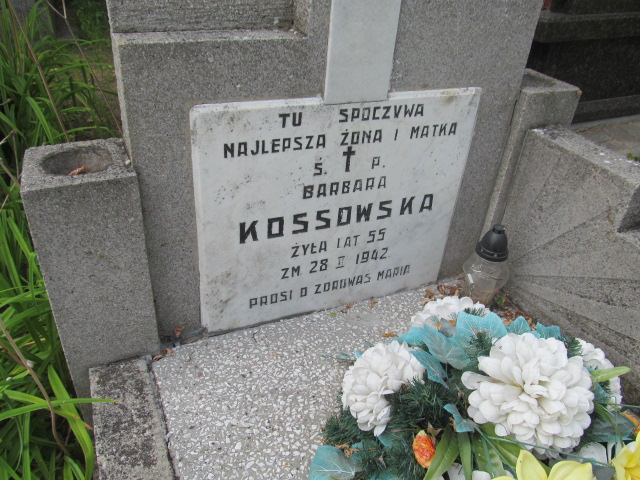 TU SPOCZYWA
NAJLEPSZA ŻONA I MATKA
Ś. P.
BARBARA
KOSSOWSKA
ŻYŁA LAT 55
ZM 28 II 1942
PROSI O ZDROWAŚ MARIA